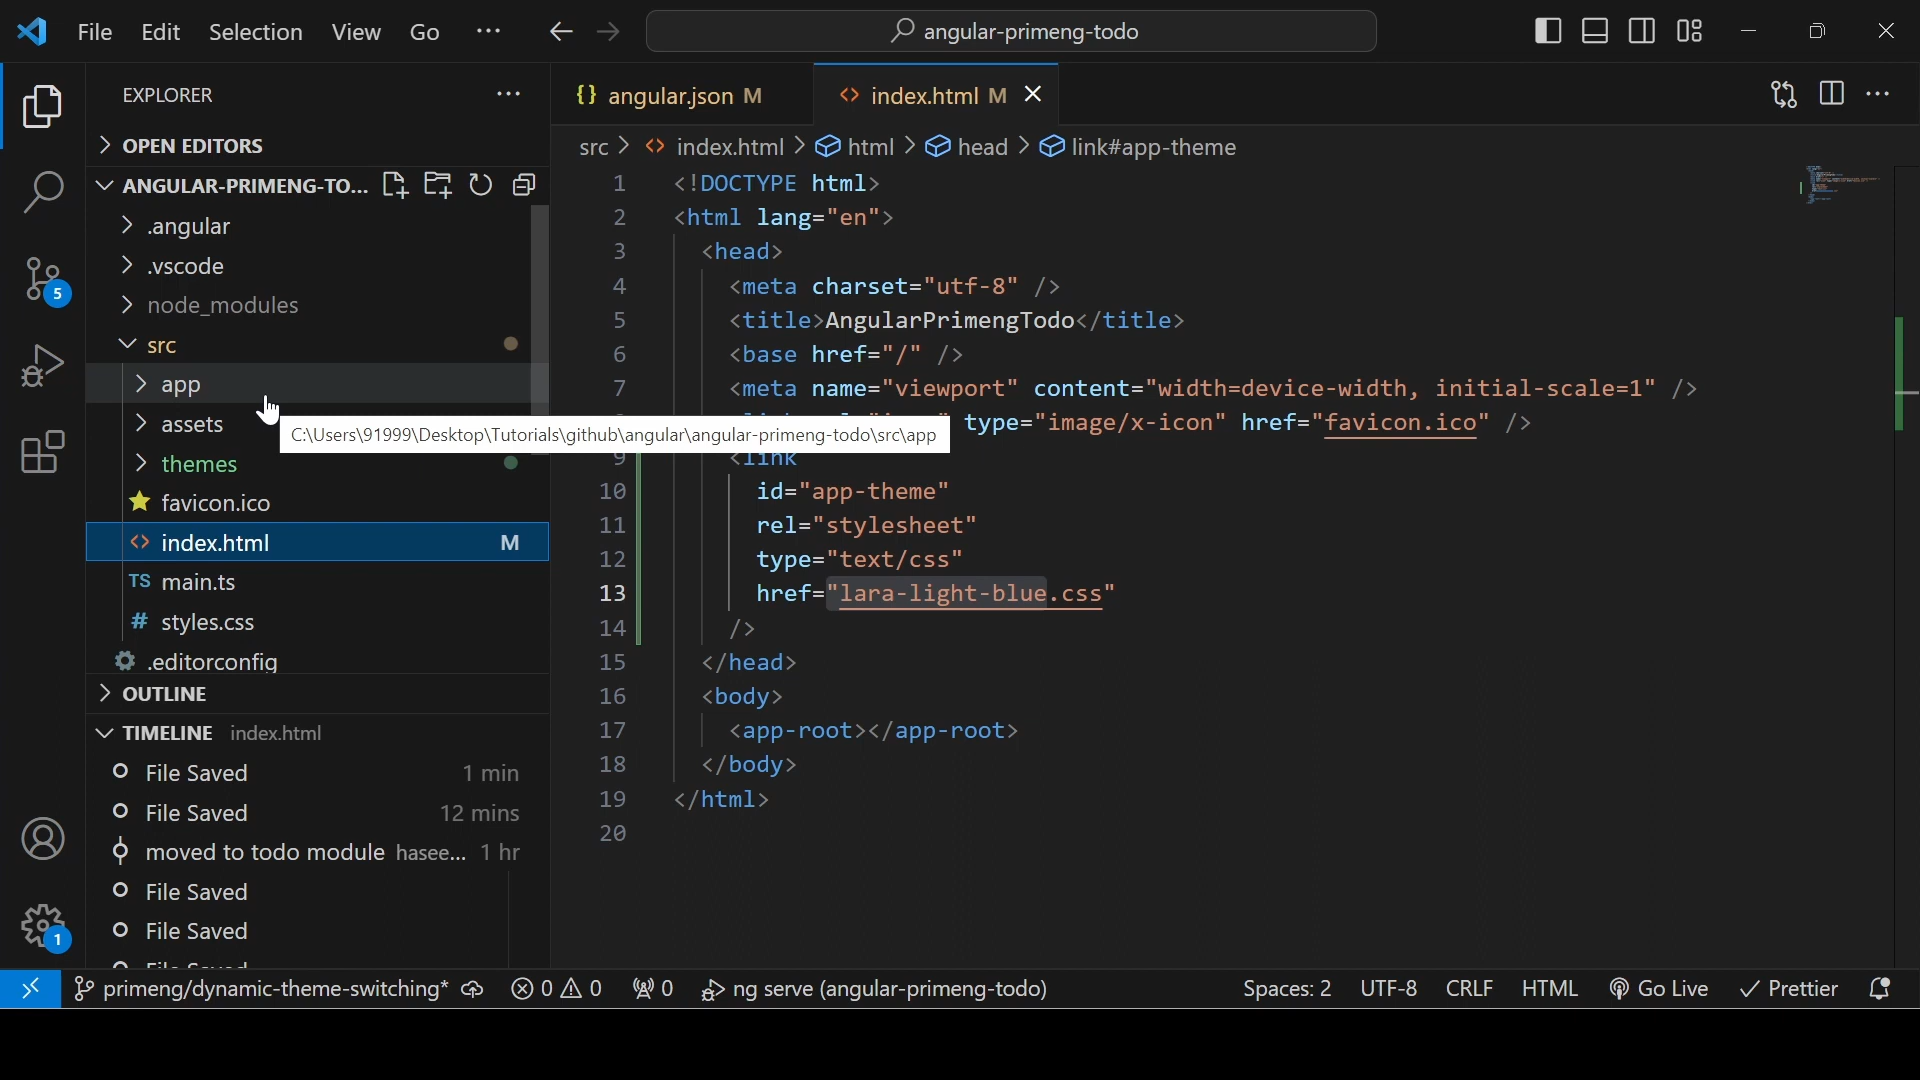 File Edit Selection View Go ··· angular-primeng-todo
EXPLORER
OPEN EDITORS
ANGULAR-PRIMENG-TO...
.angular
.vscode
node_modules
src
app
assets
themes
favicon.ico
index.html M
main.ts
styles.css
.editorconfig
OUTLINE
TIMELINE index.html
File Saved 1 min
File Saved 12 mins
moved to todo module hasee... 1 hr
File Saved
File Saved
File Saved
{} angular.json M <> index.html M
src > <> index.html > html > head > link#app-theme
1 <!DOCTYPE html>
2 <html lang="en">
3 <head>
4 <meta charset="utf-8" />
5 <title>AngularPrimengTodo</title>
6 <base href="/" />
7 <meta name="viewport" content="width=device-width, initial-scale=1" />
type="image/x-icon" href="favicon.ico" />
C:\Users\91999\Desktop\Tutorials\github\angular\angular-primeng-todo\src\app
9 <link
10 id="app-theme"
11 rel="stylesheet"
12 type="text/css"
13 href="lara-light-blue.css"
14 />
15 </head>
16 <body>
17 <app-root></app-root>
18 </body>
19 </html>
20
5
1
TS
#
primeng/dynamic-theme-switching* 0 0 0 ng serve (angular-primeng-todo) Spaces: 2 UTF-8 CRLF HTML Go Live Prettier